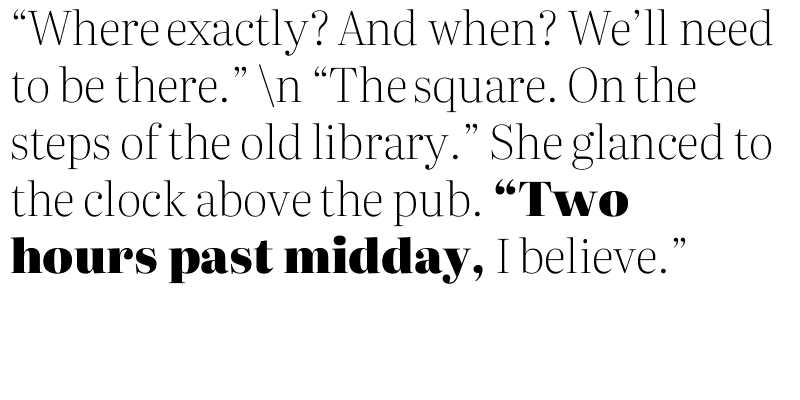 “Where exactly? And when? We’ll need
to be there.” \n “The square. On the
steps of the old library.” She glanced to
the clock above the pub. “Two
hours past midday, I believe.”